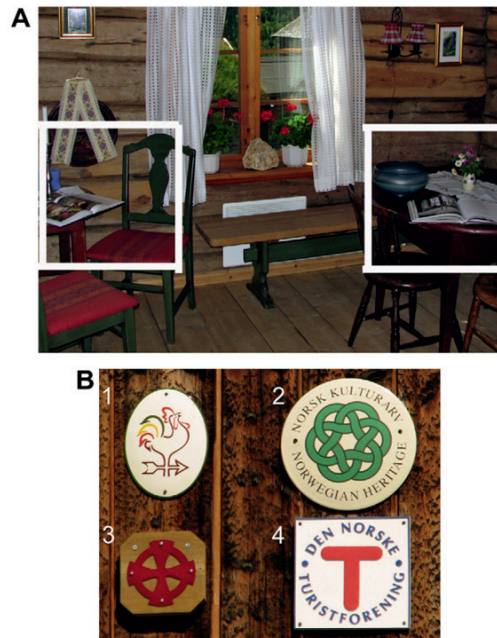 A
B
1
2
NORSK KULTURARV
NORWEGIAN HERITAGE
3
4
DEN NORSKE
TURISTFORENING
T